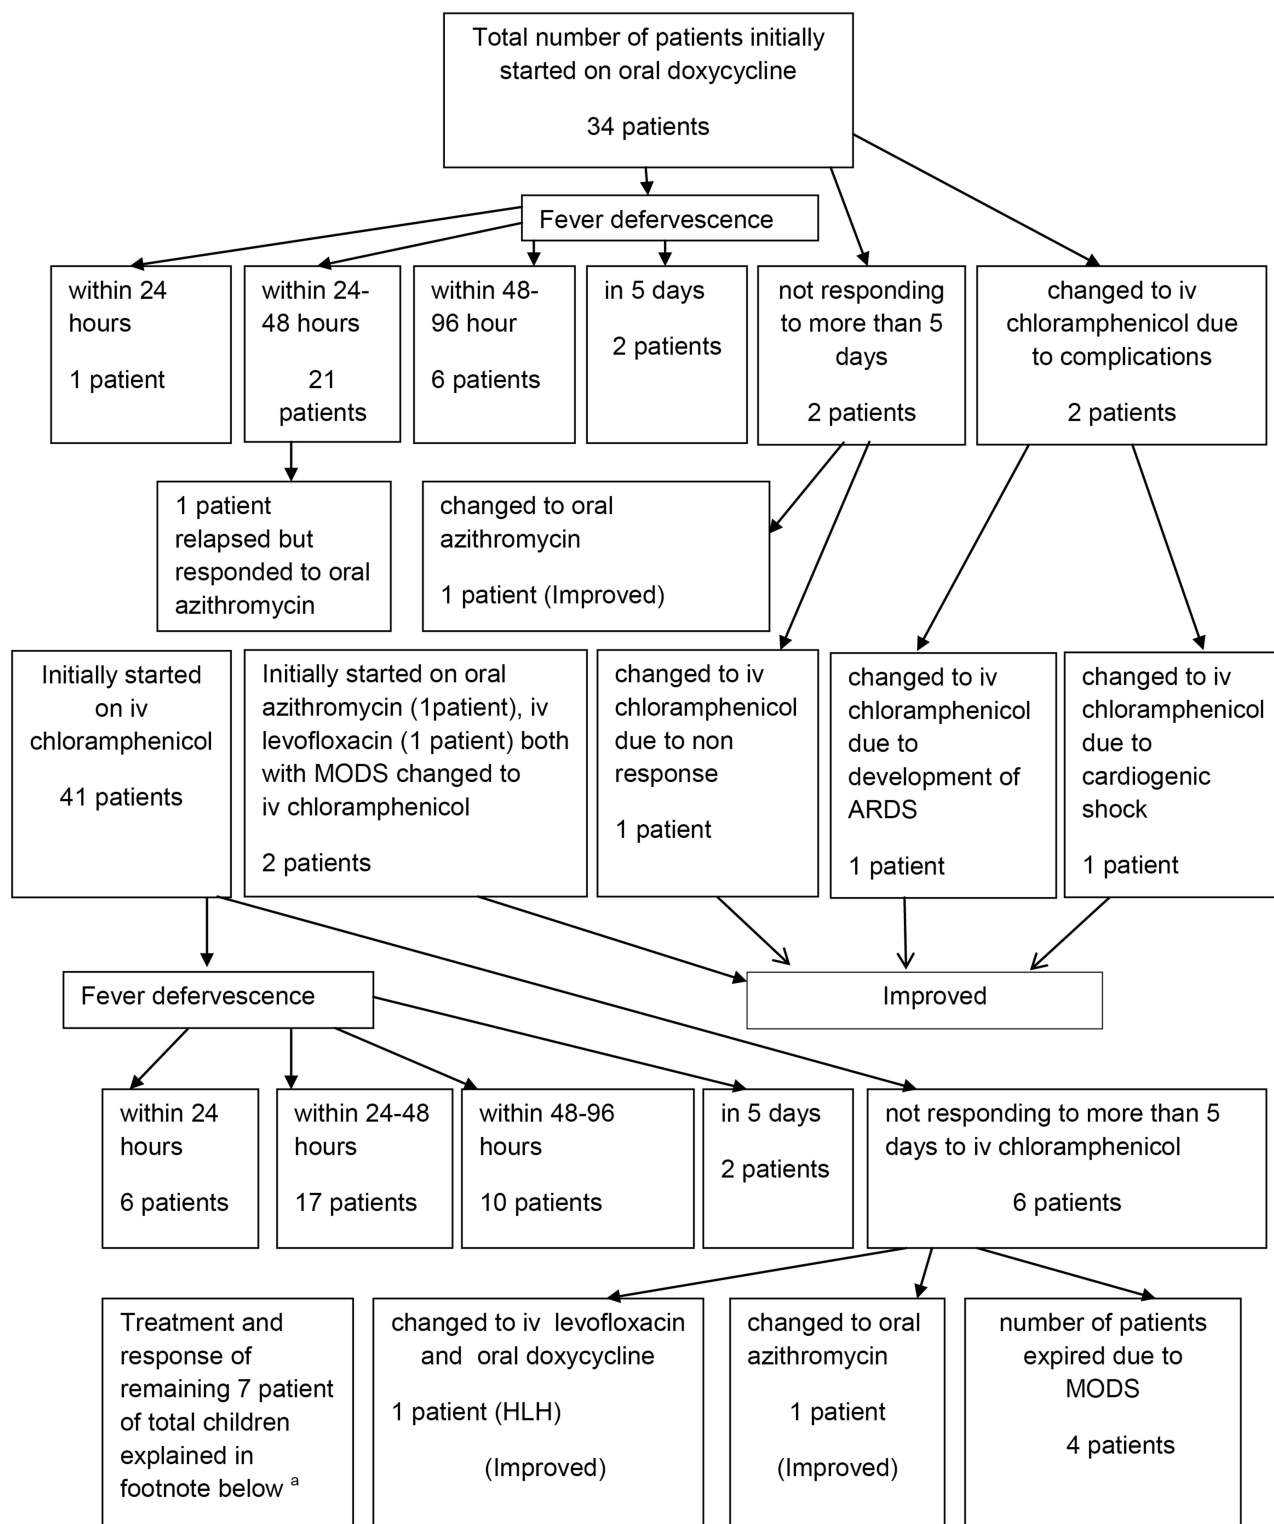 Total number of patients initially
started on oral doxycycline
34 patients
Fever defervescence
within 24
hours
1 patient
within 24-
48 hours
21
patients
within 48-
96 hour
6 patients
in 5 days
2 patients
not responding
to more than 5
days
2 patients
changed to iv
chloramphenicol due
to complications
2 patients
1 patient
relapsed but
responded to oral
azithromycin
changed to oral
azithromycin
1 patient (Improved)
Initially started
on iv
chloramphenicol
41 patients
Initially started on oral
azithromycin (1patient), iv
levofloxacin (1 patient) both
with MODS changed to
iv chloramphenicol
2 patients
changed to iv
chloramphenicol
due to non
response
1 patient
changed to iv
chloramphenicol
due to
development of
ARDS
1 patient
changed to iv
chloramphenicol
due to
cardiogenic
shock
1 patient
Fever defervescence
Improved
within 24
hours
6 patients
within 24-48
hours
17 patients
within 48-96
hours
10 patients
in 5 days
2 patients
not responding to more than 5
days to iv chloramphenicol
6 patients
Treatment and
response of
remaining 7 patient
of total children
explained in
footnote below a
changed to iv levofloxacin
and oral doxycycline
1 patient (HLH)
(Improved)
changed to oral
azithromycin
1 patient
(Improved)
number of patients
expired due to
MODS
4 patients